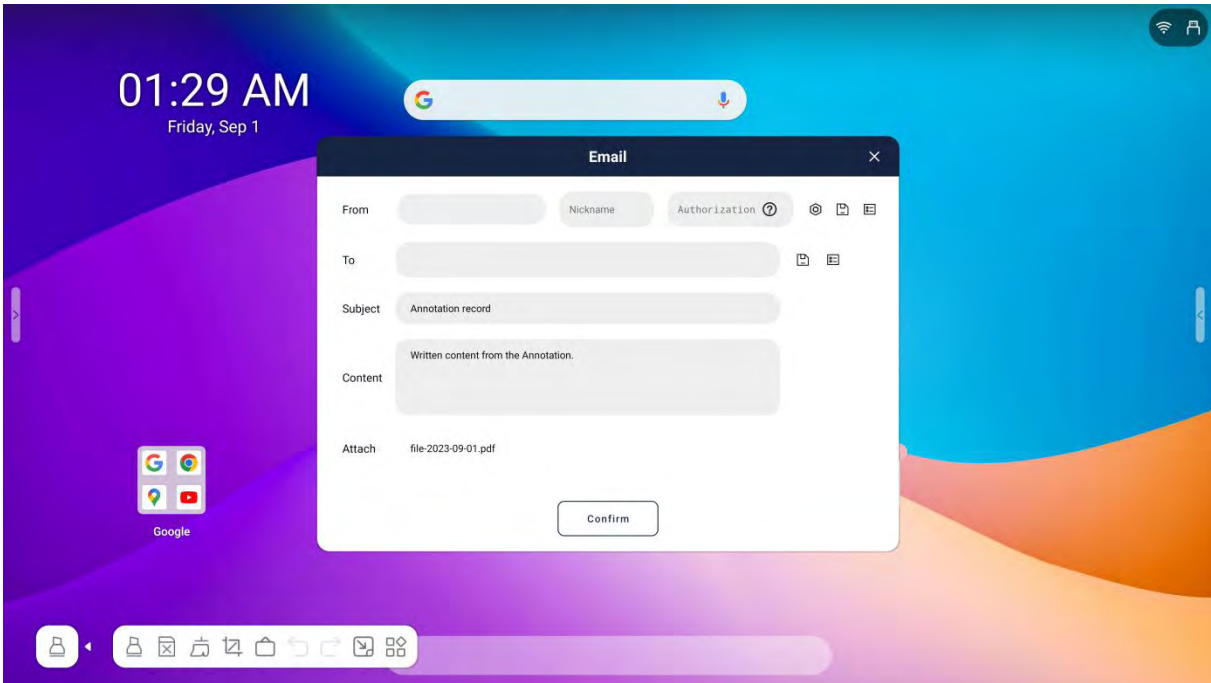 01:29 AM
Friday, Sep 1
Email
From
Nickname
Authorization
To
Subject
Annotation record
Content
Written content from the Annotation.
Attach
file-2023-09-01.pdf
Confirm
Google